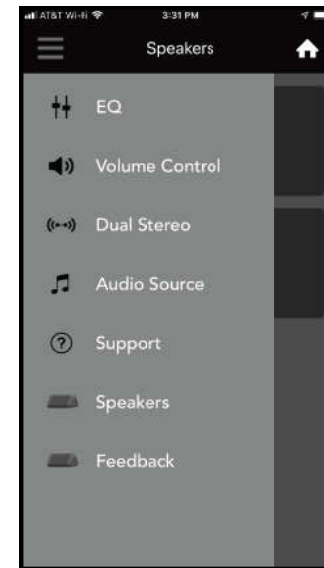 AT&T Wi-Fi 3:31 PM
Speakers
EQ
Volume Control
Dual Stereo
Audio Source
Support
Speakers
Feedback